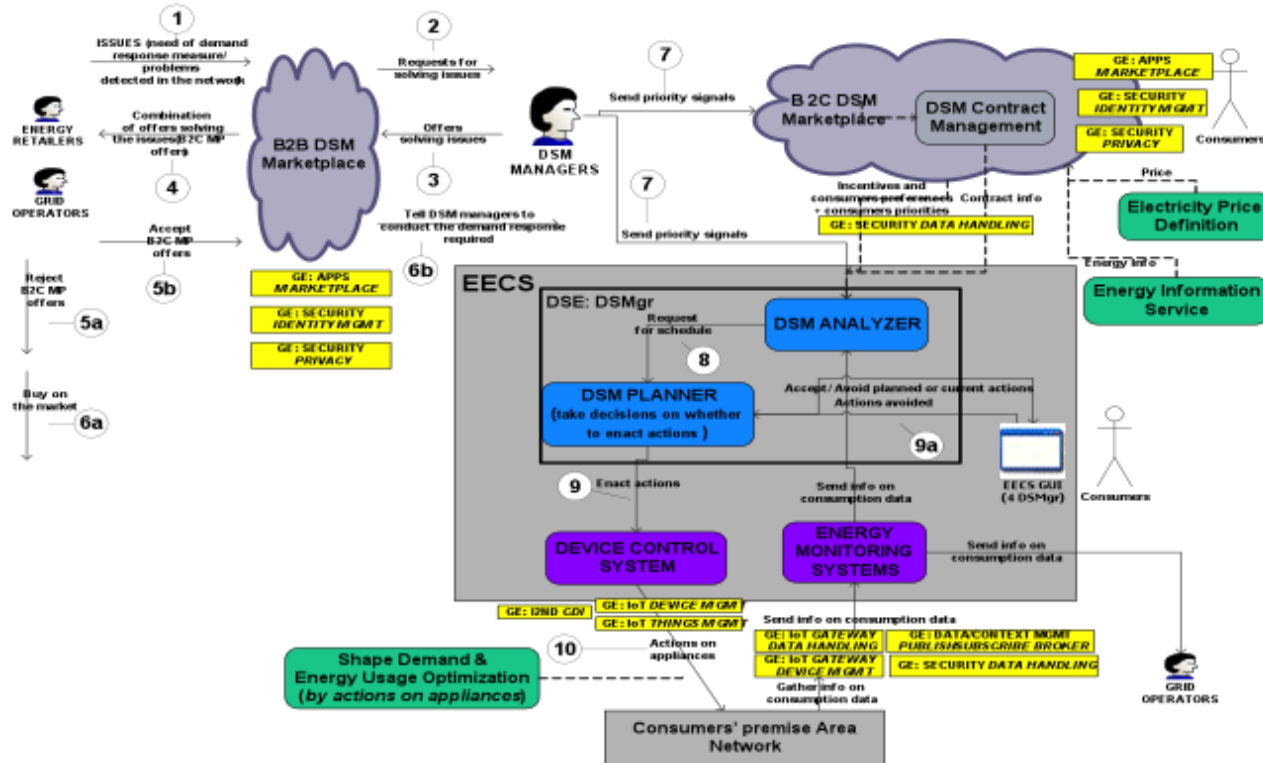 1
ISSUES (need of demand
response measure/
problems
detected in the network)
2
Requests for
solving issues
ENERGY
RETAILERS
Combination
of offers solving
the issues(B2C MP
offers)
4
B2B DSM
Marketplace
Offers
solving issues
3
DSM
MANAGERS
7
Send priority signals
B 2C DSM
Marketplace
DSM Contract
Management
GE: APPS
MARKETPLACE
GE: SECURITY
IDENTITY MGMT
GE: SECURITY
PRIVACY
Consumers
GRID
OPERATORS
Accept
B2C MP
offers
5b
Tell DSM managers to
conduct the demand response
required
6b
7
Send priority signals
Incentives and
consumers preferences
+ consumers priorities
Contract info
GE: SECURITY DATA HANDLING
Price
Electricity Price
Definition
Energy Info
Energy Information
Service
Reject
B2C MP
offers
5a
Buy on
the market
6a
GE: APPS
MARKETPLACE
GE: SECURITY
IDENTITY MGMT
GE: SECURITY
PRIVACY
EECS
DSE: DSMgr
Request
for schedule
8
DSM ANALYZER
DSM PLANNER
(take decisions on whether
to enact actions )
Accept/ Avoid planned or current actions
Actions avoided
9a
EECS GUI
(4 DSMgr)
Consumers
9
Enact actions
Send info on
consumption data
DEVICE CONTROL
SYSTEM
ENERGY
MONITORING
SYSTEMS
Send info on
consumption data
GE: I2ND CDI
GE: IoT DEVICE MGMT
GE: IoT THINGS MGMT
Send info on consumption data
GE: IoT GATEWAY
DATA HANDLING
GE: DATA/CONTEXT MGMT
PUBLISH/SUBSCRIBE BROKER
GE: IoT GATEWAY
DEVICE MGMT
GE: SECURITY DATA HANDLING
10
Actions on
appliances
Shape Demand &
Energy Usage Optimization
(by actions on appliances)
Gather info on
consumption data
GRID
OPERATORS
Consumers' premise Area
Network